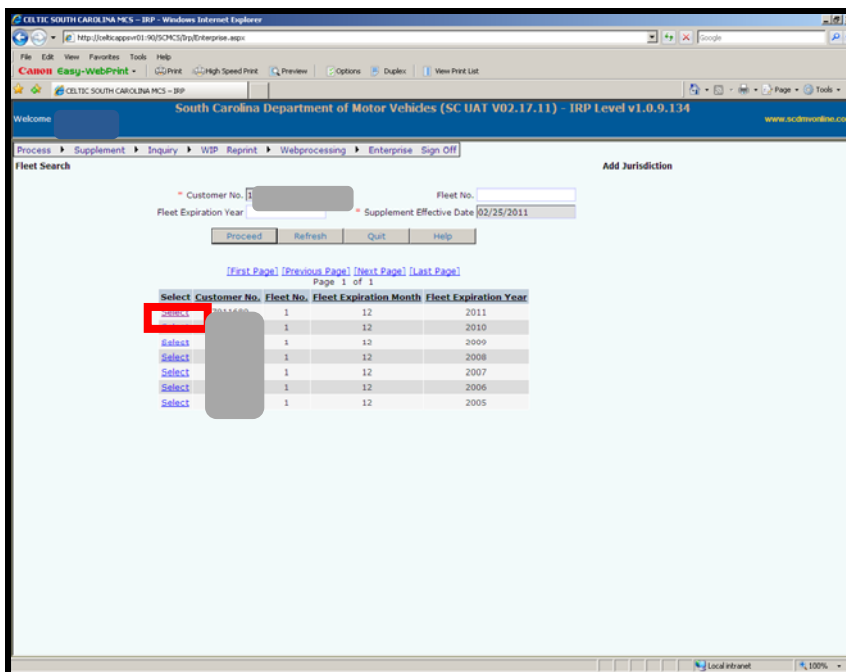 CELTIC SOUTH CAROLINA MCS -- IRP - Windows Internet Explorer
http://celticappsvr01:90/SCMCS/Irp/Enterprise.aspx
Google
File Edit View Favorites Tools Help
Canon Easy-WebPrint Print High Speed Print Preview Options Duplex View Print List
CELTIC SOUTH CAROLINA MCS -- IRP
Page Tools
South Carolina Department of Motor Vehicles (SC UAT V02.17.11) - IRP Level v1.0.9.134
Welcome
www.scdmvonline.co
Process Supplement Inquiry WIP Reprint Webprocessing Enterprise Sign Off
Fleet Search Add Jurisdiction
* Customer No. 1 Fleet No.
Fleet Expiration Year * Supplement Effective Date 02/25/2011
Proceed Refresh Quit Help
[First Page] [Previous Page] [Next Page] [Last Page]
Page 1 of 1
Select Customer No. Fleet No. Fleet Expiration Month Fleet Expiration Year
Select 1 12 2011
Select 1 12 2010
Select 1 12 2009
Select 1 12 2008
Select 1 12 2007
Select 1 12 2006
Select 1 12 2005
Local intranet 100%